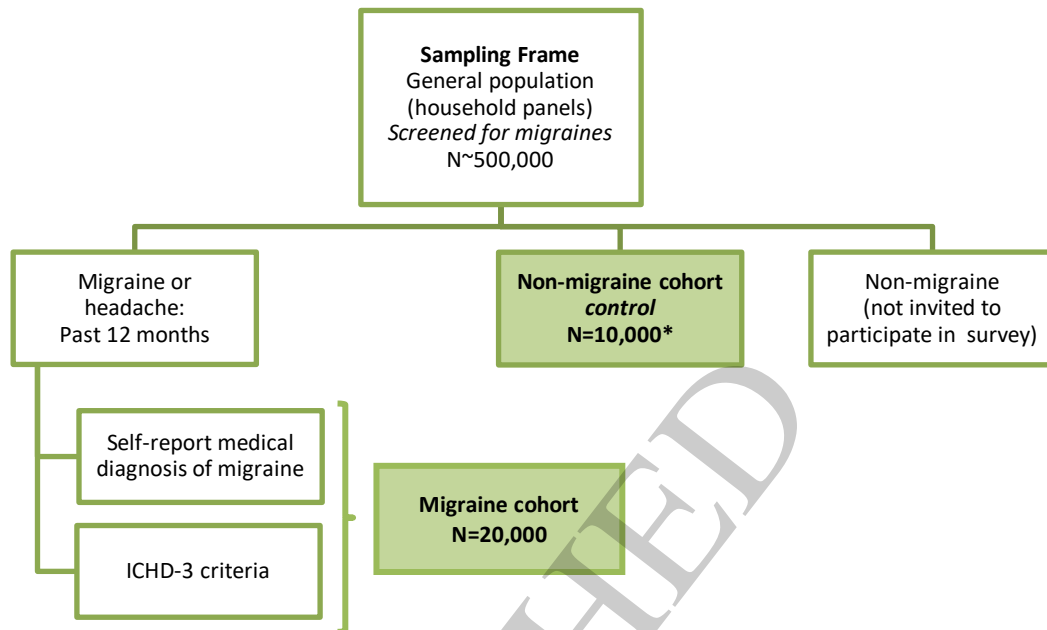 Sampling Frame
General population
(household panels)
Screened for migraines
N~500,000
Migraine or
headache:
Past 12 months
Non-migraine cohort
control
N=10,000*
Non-migraine
(not invited to
participate in survey)
Self-report medical
diagnosis of migraine
Migraine cohort
N=20,000
ICHD-3 criteria
HED